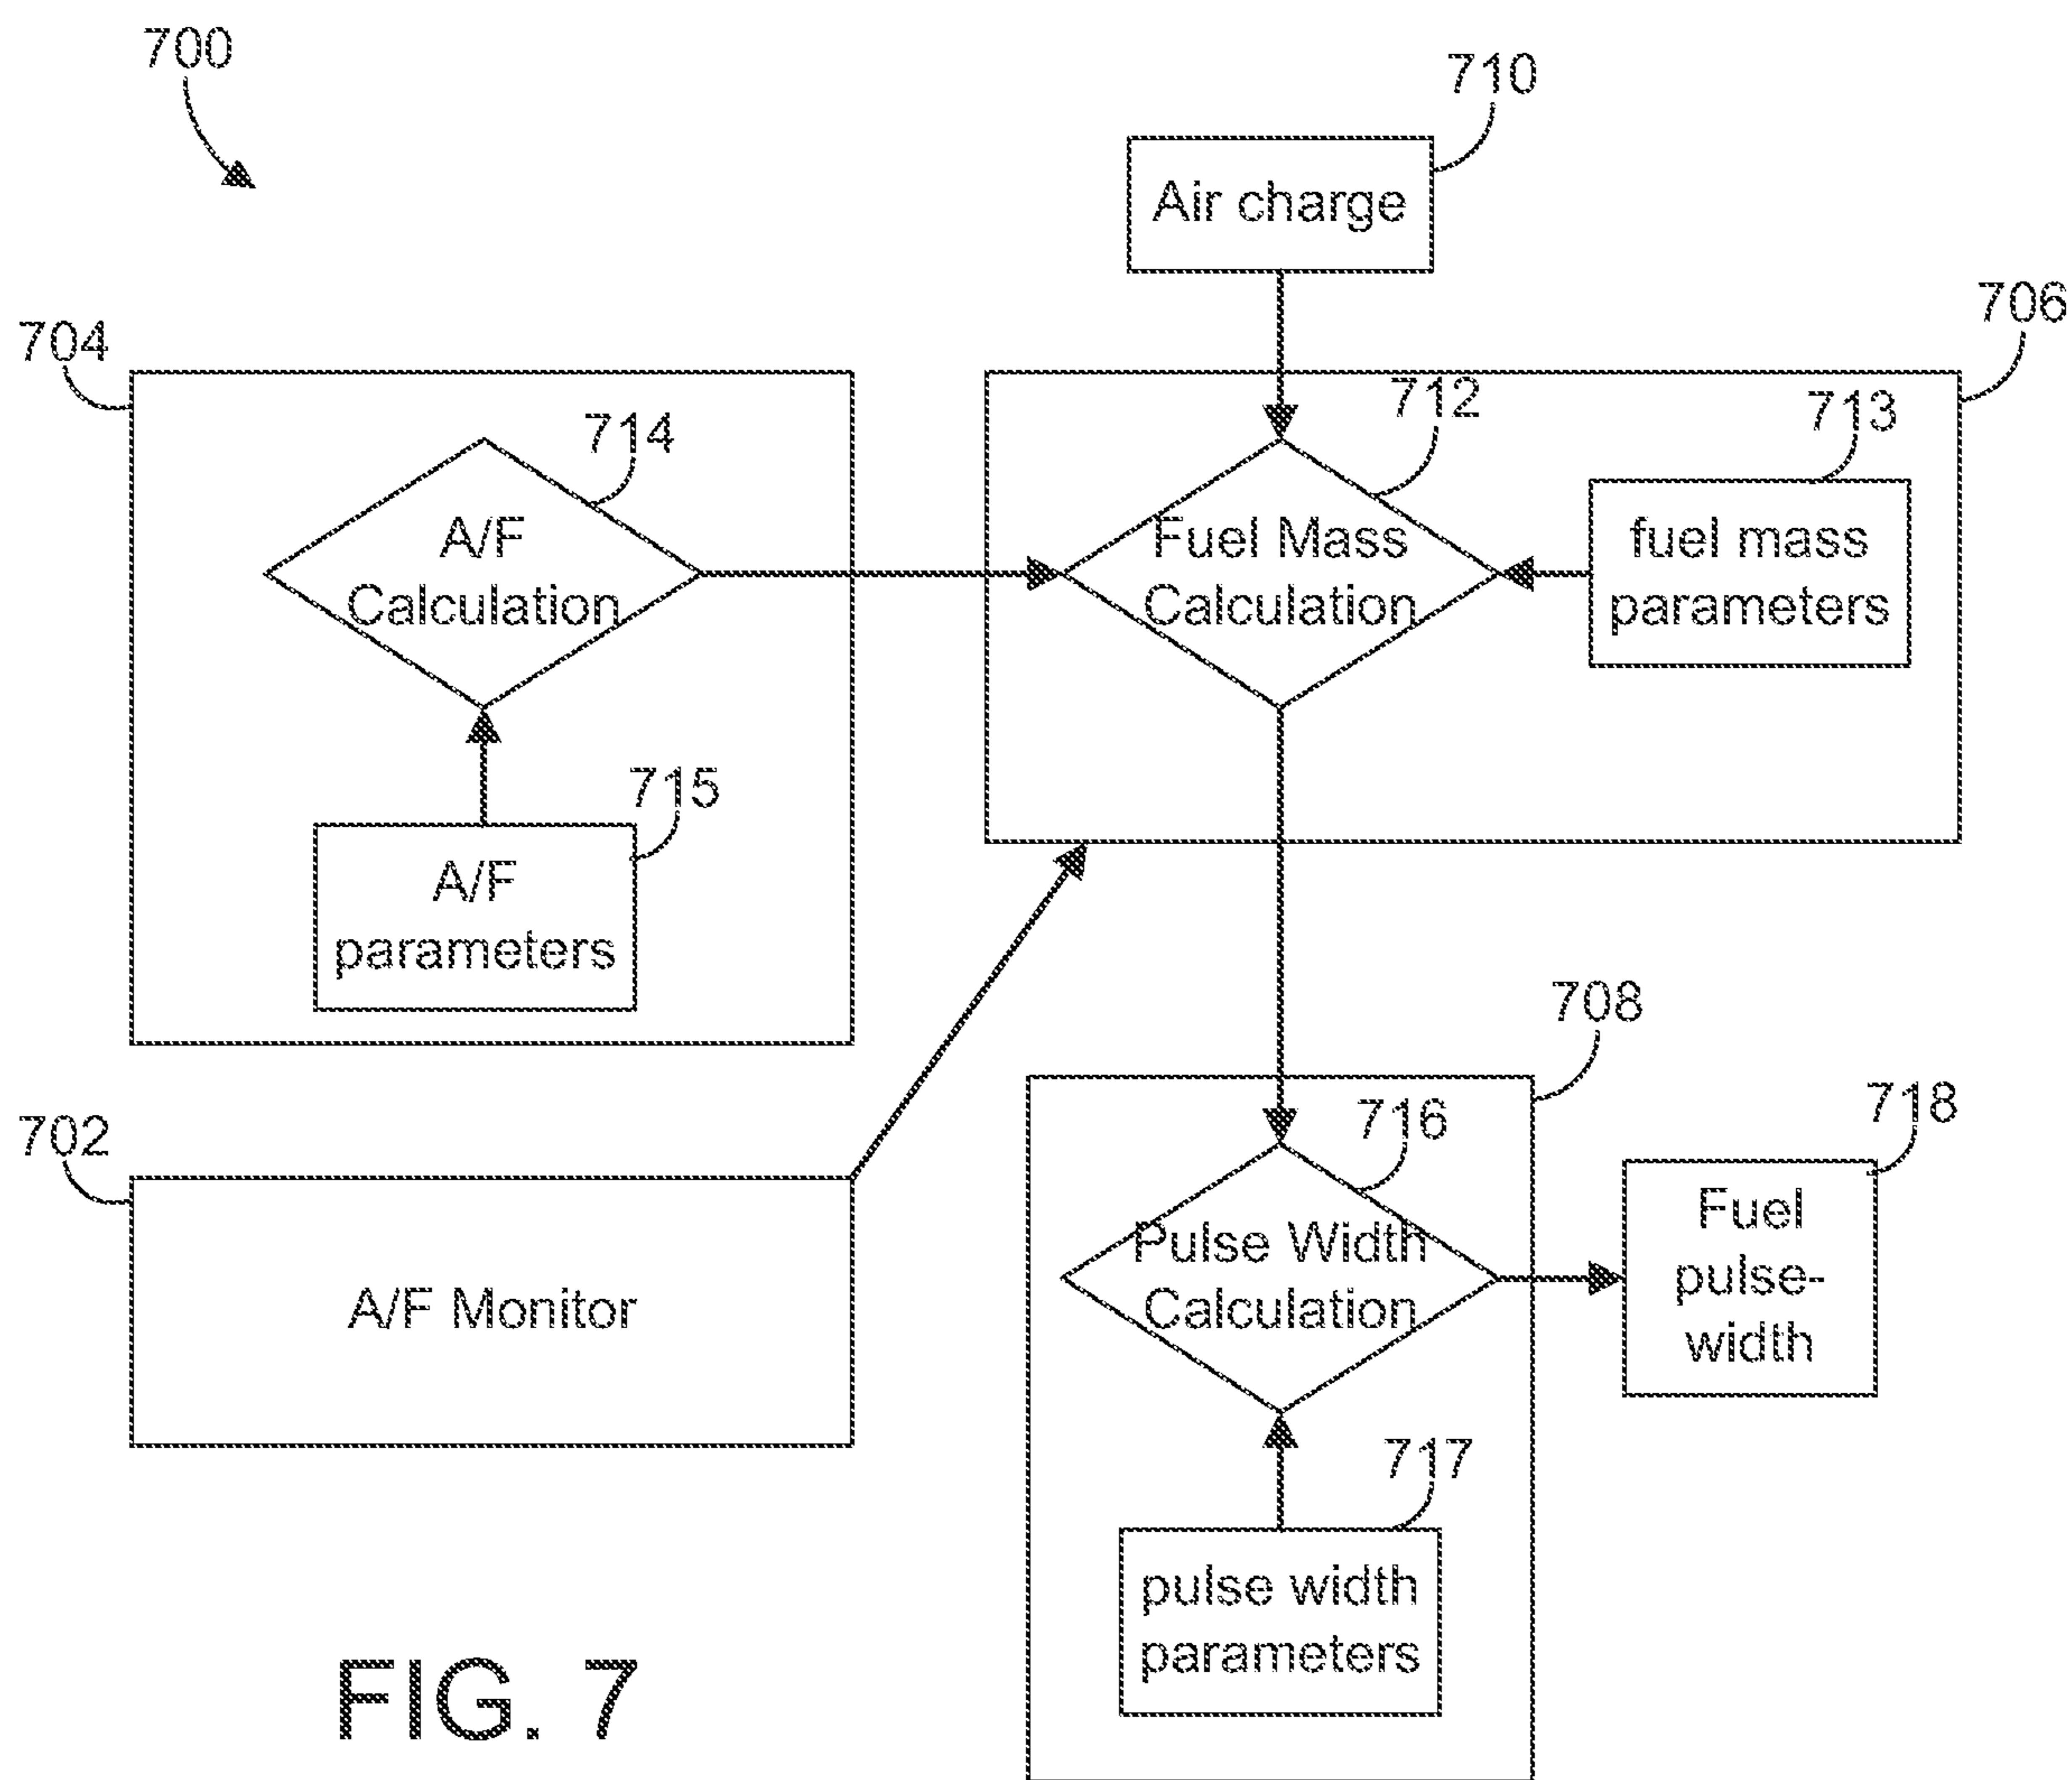 700
710
Air charge
706
704
712
713
714
A/F
Calculation
Fuel Mass
Calculation
fuel mass
parameters
715
A/F
parameters
708
702
716
718
A/F Monitor
Pulse Width
Calculation
Fuel
pulse-
width
717
pulse width
parameters
FIG. 7